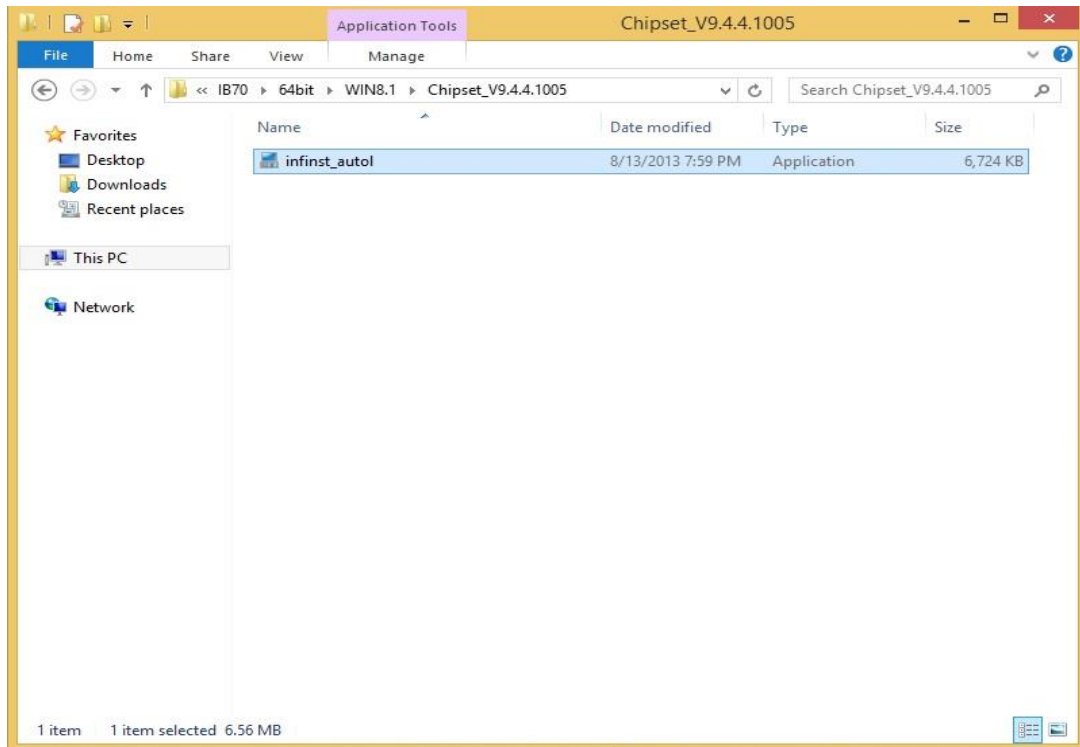 Application Tools Chipset_V9.4.4.1005
File Home Share View Manage
« IB70 64bit WIN8.1 Chipset_V9.4.4.1005 Search Chipset_V9.4.4.1005
Favorites
Desktop
Downloads
Recent places
This PC
Network
Name Date modified Type Size
infinst_autol 8/13/2013 7:59 PM Application 6,724 KB
1 item 1 item selected 6.56 MB